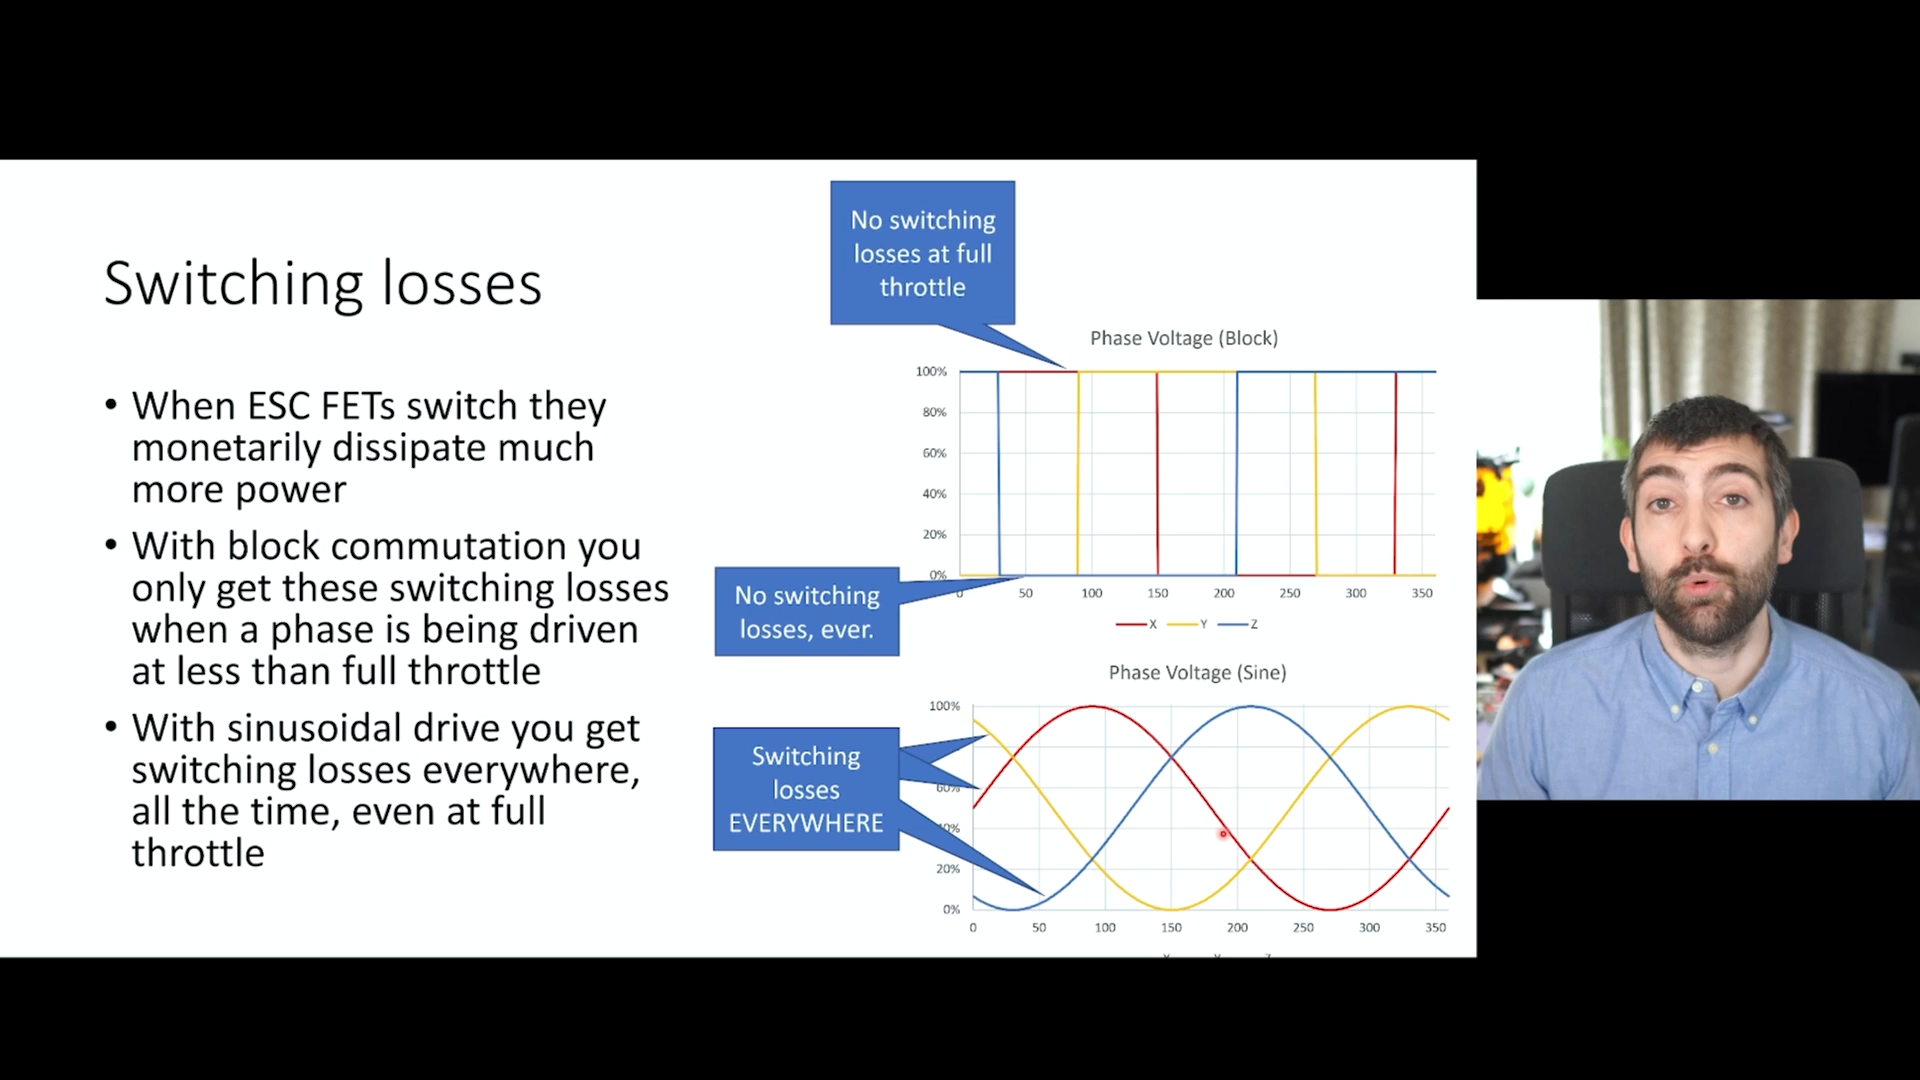 Switching losses
• When ESC FETs switch they
monetarily dissipate much
more power
• With block commutation you
only get these switching losses
when a phase is being driven
at less than full throttle
• With sinusoidal drive you get
switching losses everywhere,
all the time, even at full
throttle
No switching
losses at full
throttle
Phase Voltage (Block)
100%
80%
60%
40%
20%
0%
0 50 100 150 200 250 300 350
X Y Z
No switching
losses, ever.
Phase Voltage (Sine)
100%
60%
40%
20%
0%
0 50 100 150 200 250 300 350
Switching
losses
EVERYWHERE